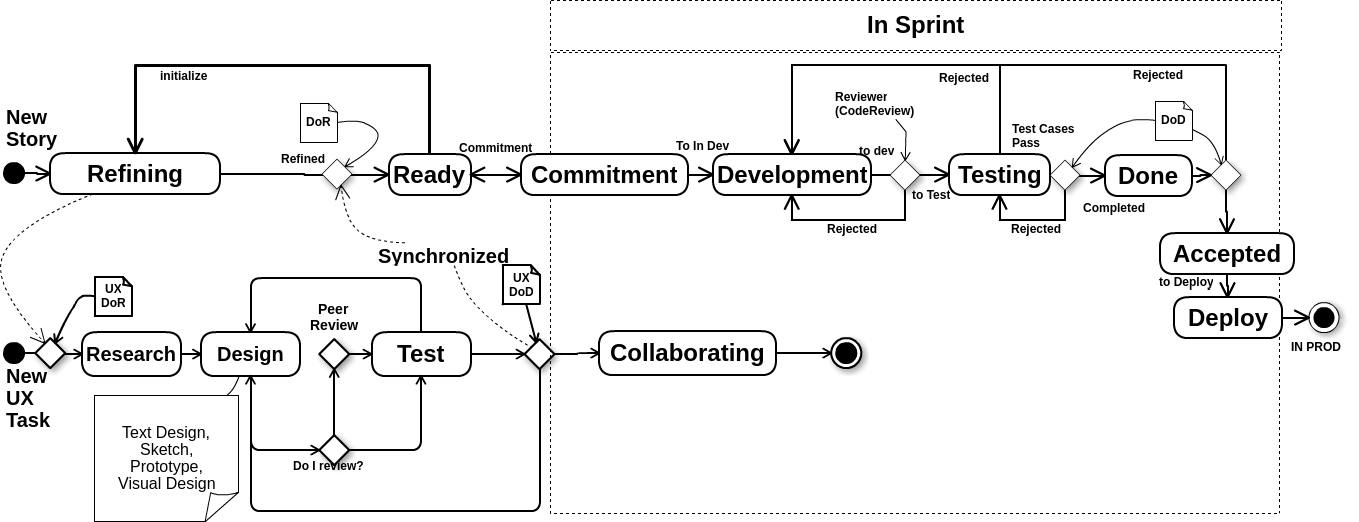 In Sprint
initialize
Rejected
Rejected
New
Story
DoR
Reviewer
(CodeReview)
DoD
Test Cases
Pass
Refined
Commitment
To In Dev
to dev
Refining
Ready
Commitment
Development
Testing
Done
to Test
Completed
Rejected
Rejected
Synchronized
Accepted
to Deploy
UX
DoR
UX
DoD
Peer
Review
Deploy
IN PROD
Research
Design
Test
Collaborating
New
UX
Task
Text Design,
Sketch,
Prototype,
Visual Design
Do I review?